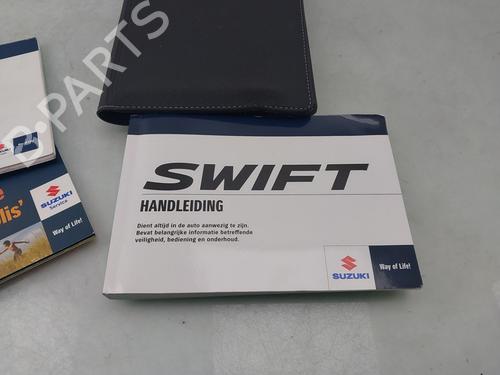 B-PARTS
SWIFT
HANDLEIDING
Dient altijd in de auto aanwezig te zijn.
Bevat belangrijke informatie betreffende
veiligheid, bediening en onderhoud.
SUZUKI
Way of Life!
SUZUKI
Service
Way of Life!